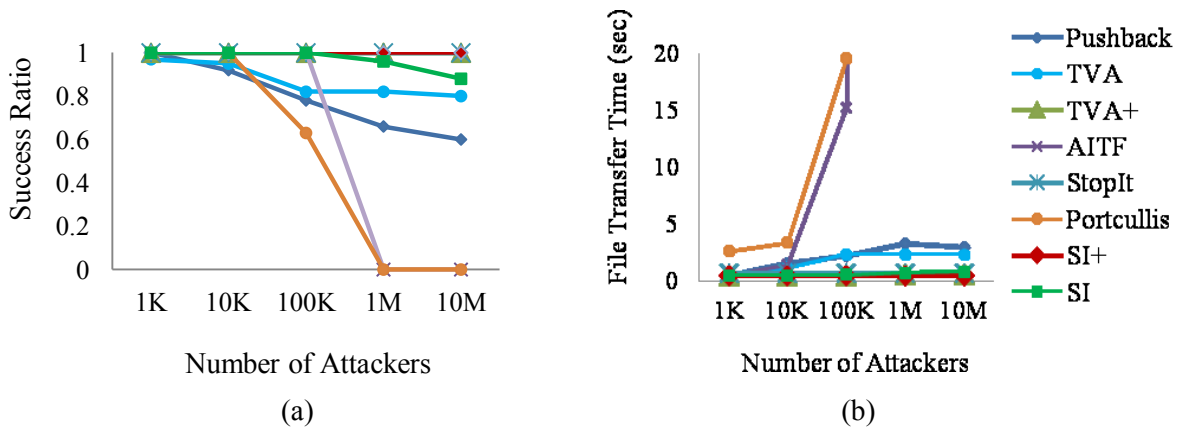 Success Ratio
1
0.8
0.6
0.4
0.2
0
1K 10K 100K 1M 10M
Number of Attackers
(a)
File Transfer Time (sec)
20
15
10
5
0
1K 10K 100K 1M 10M
Number of Attackers
(b)
Pushback
TVA
TVA+
AITF
StopIt
Portcullis
SI+
SI